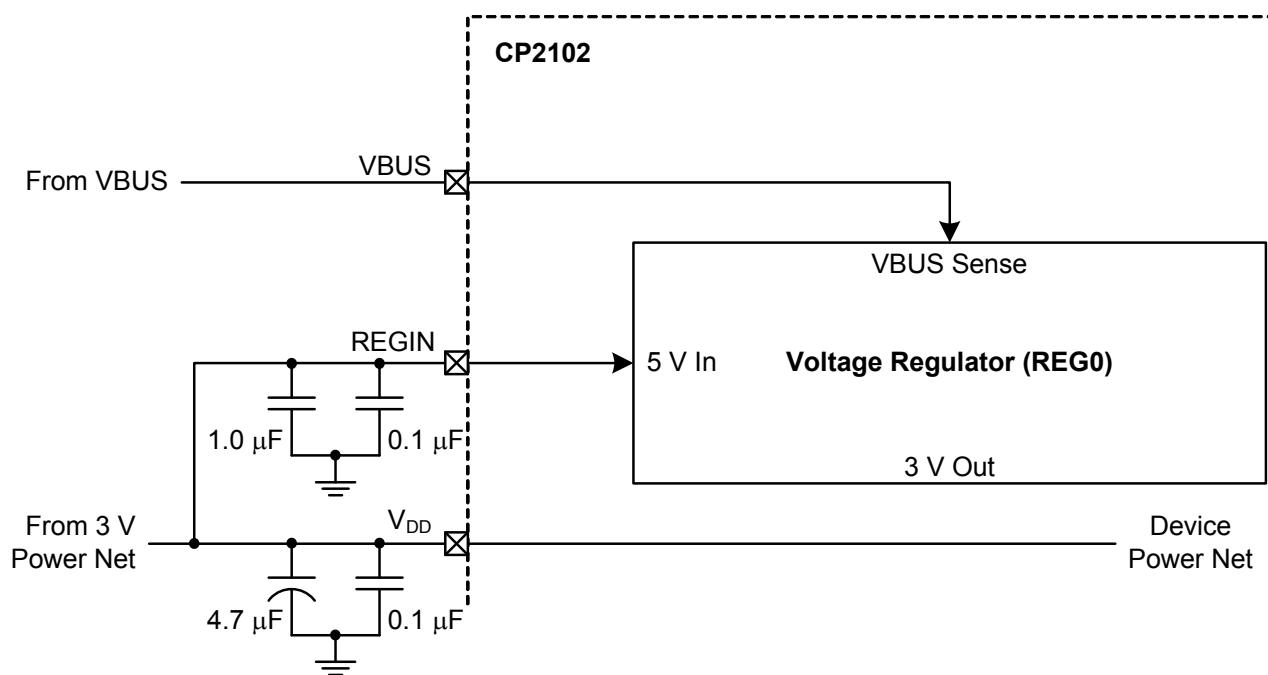 CP2102
VBUS
From VBUS
VBUS Sense
REGIN
5 V In
Voltage Regulator (REG0)
1.0 μF
0.1 μF
3 V Out
From 3 V
Power Net
VDD
Device
Power Net
4.7 μF
0.1 μF